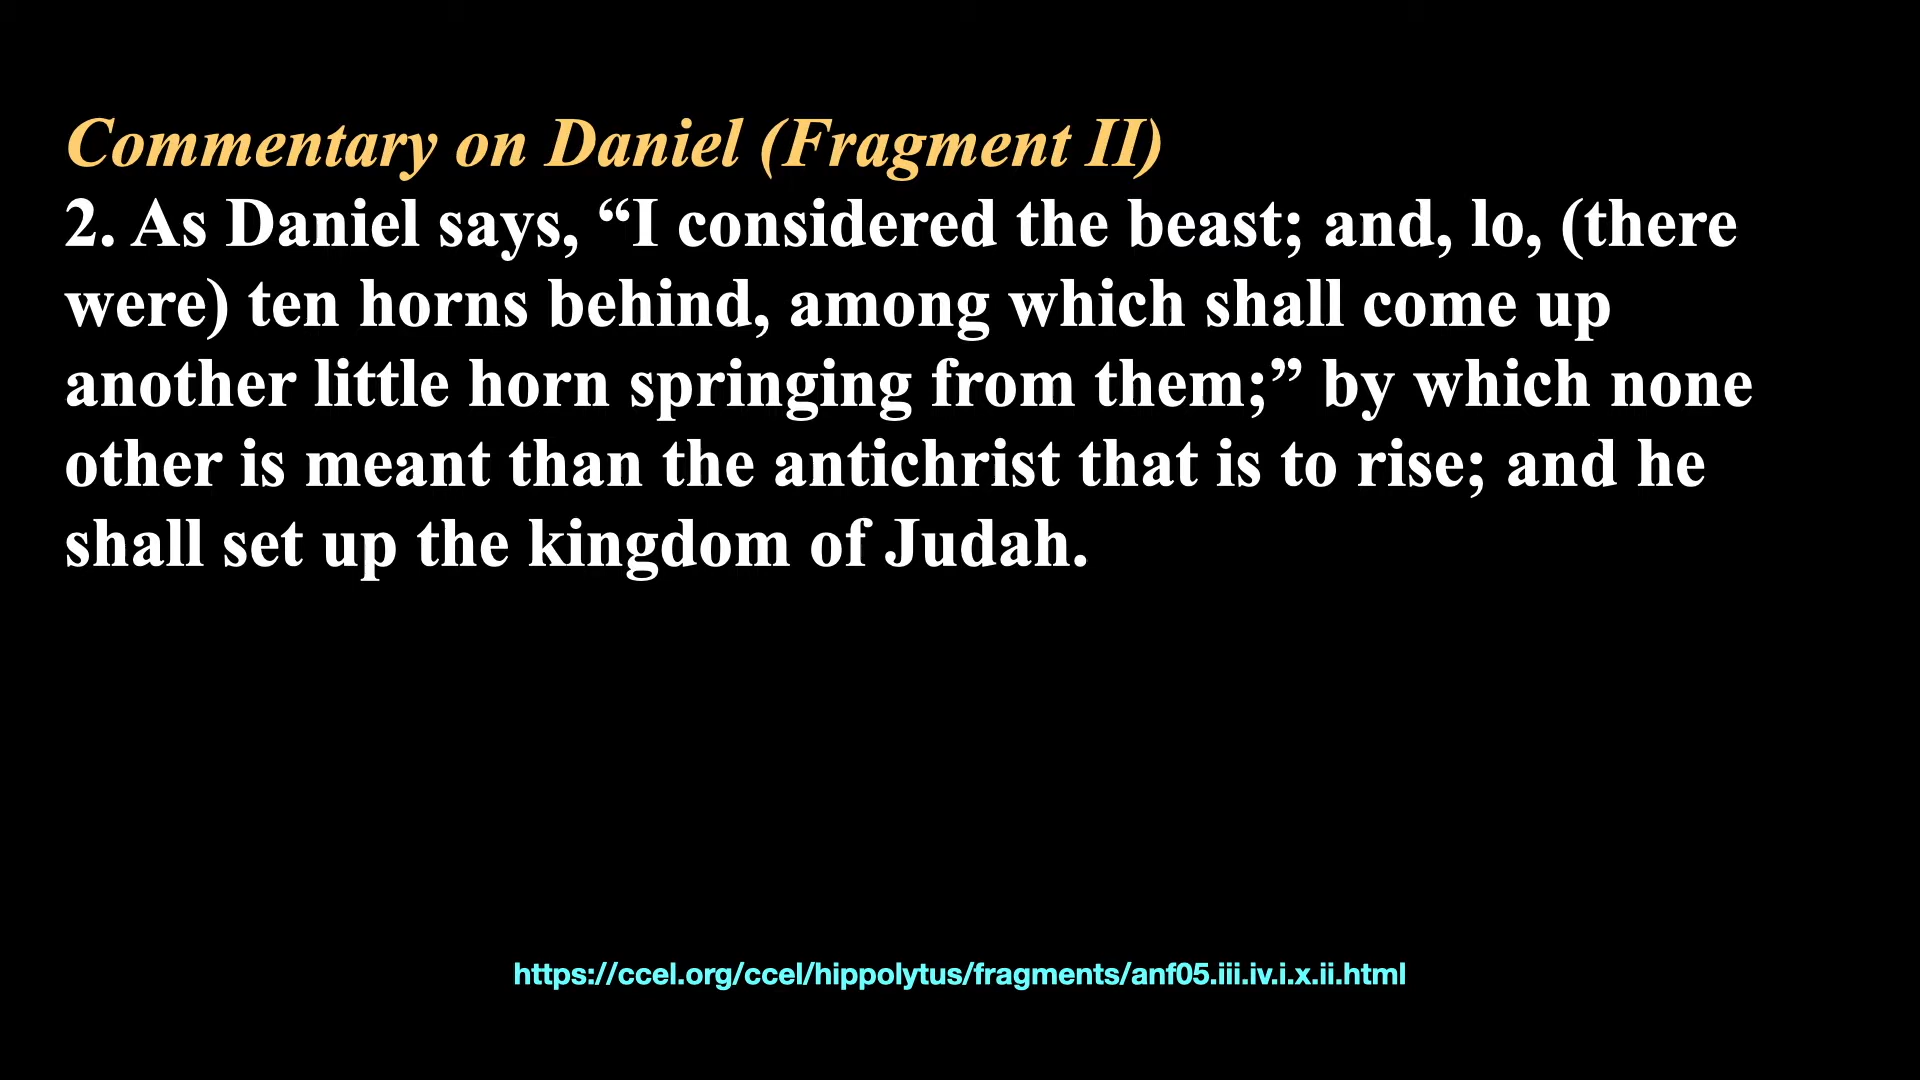 Commentary on Daniel (Fragment II)
2. As Daniel says, “I considered the beast; and, lo, (there
were) ten horns behind, among which shall come up
another little horn springing from them;” by which none
other is meant than the antichrist that is to rise; and he
shall set up the kingdom of Judah.
https://ccel.org/ccel/hippolytus/fragments/anf05.iii.iv.i.x.ii.html